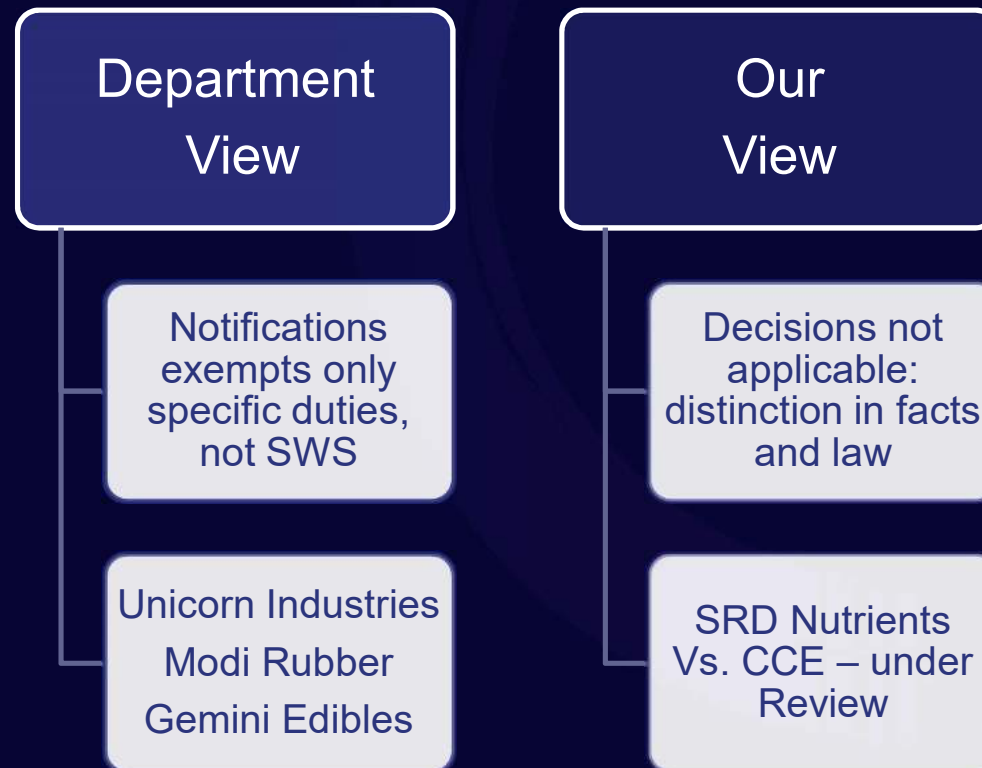 Department
View
Notifications
exempts only
specific duties,
not SWS
Unicorn Industries
Modi Rubber
Gemini Edibles
Our
View
Decisions not
applicable:
distinction in facts
and law
SRD Nutrients
Vs. CCE – under
Review